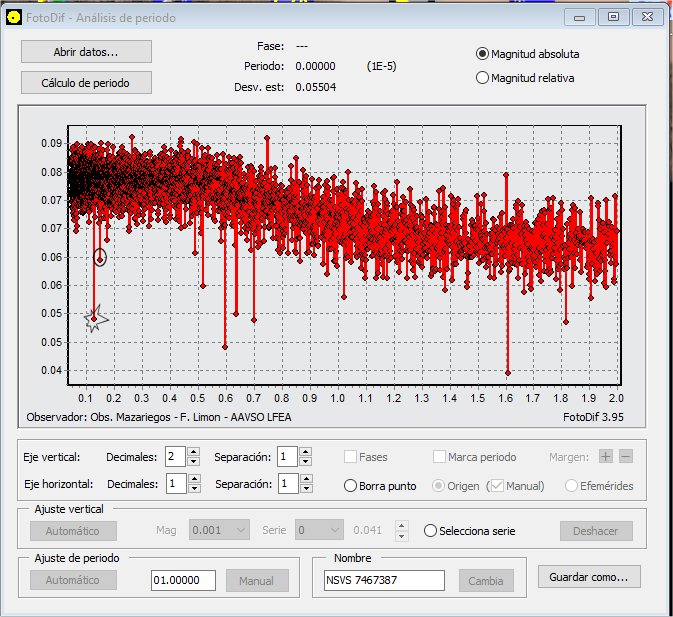 FotoDif - Análisis de periodo
Abrir datos...
Cálculo de periodo
Fase: ---
Periodo: 0.00000 (1E-5)
Desv. est: 0.05504
Magnitud absoluta
Magnitud relativa
0.09
0.08
0.07
0.07
0.06
0.06
0.05
0.04
0.1 0.2 0.3 0.4 0.5 0.6 0.7 0.8 0.9 1.0 1.1 1.2 1.3 1.4 1.5 1.6 1.7 1.8 1.9 2.0
Observador: Obs. Mazariegos - F. Limon - AAVSO LFEA FotoDif 3.95
Eje vertical: Decimales: 2 Separación: 1 Fases Marca periodo Margen: + −
Eje horizontal: Decimales: 1 Separación: 1 Borra punto Origen ( Manual) Efemérides
Ajuste vertical
Automático Mag 0.001 Serie 0 0.041 Selecciona serie Deshacer
Ajuste de periodo
Automático 01.00000 Manual
Nombre
NSVS 7467387 Cambia
Guardar como...